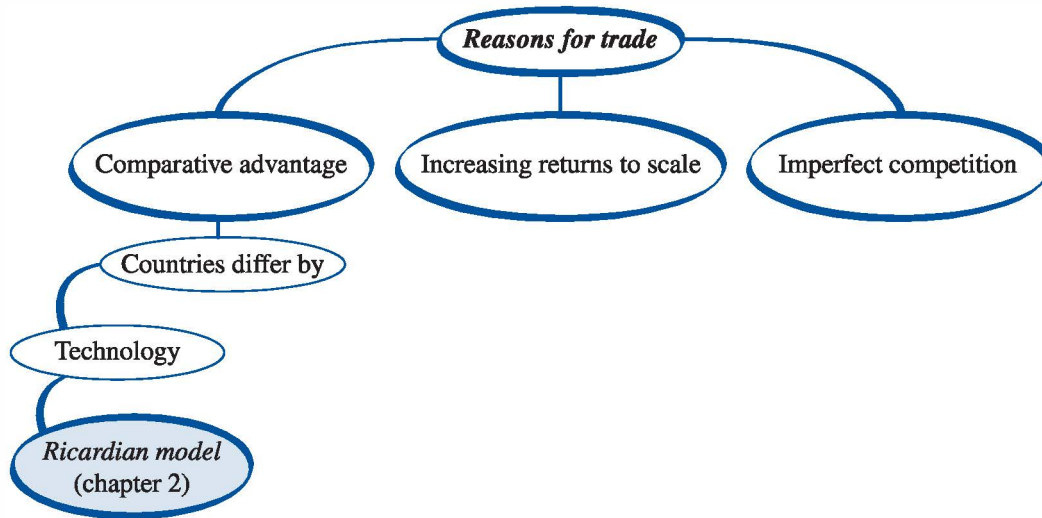 Reasons for trade
Comparative advantage
Increasing returns to scale
Imperfect competition
Countries differ by
Technology
Ricardian model
(chapter 2)